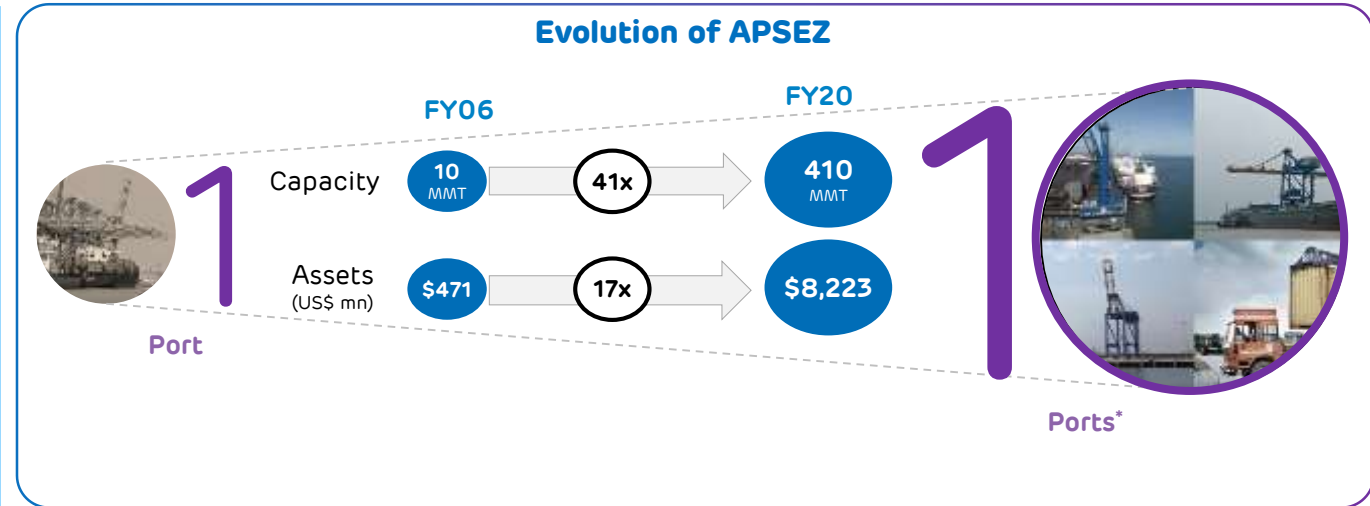 Evolution of APSEZ
FY06
FY20
1
Port
Capacity
10
MMT
41x
410
MMT
Assets
(US$ mn)
$471
17x
$8,223
1
Ports*